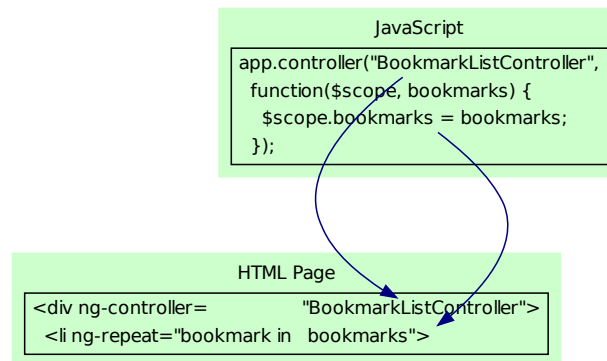 JavaScript
app.controller("BookmarkListController",
function($scope, bookmarks) {
$scope.bookmarks = bookmarks;
});
HTML Page
<div ng-controller= "BookmarkListController">
<li ng-repeat="bookmark in bookmarks">